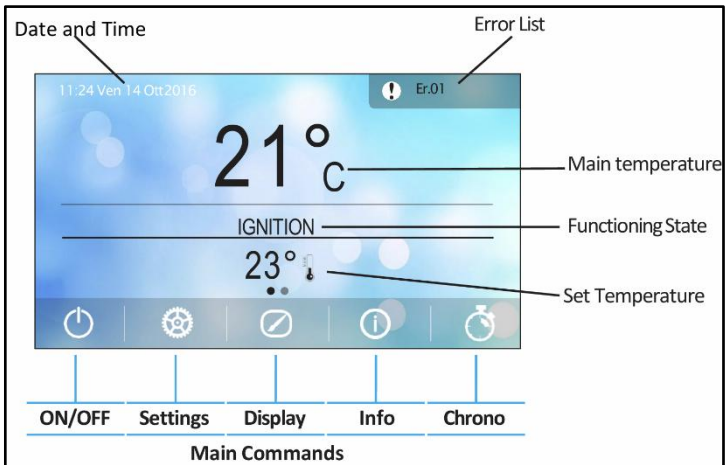 Date and Time
Error List
11:24 Ven 14 Ott2016
Er.01
21°C
Main temperature
IGNITION
Functioning State
23°
Set Temperature
ON/OFF Settings Display Info Chrono
Main Commands